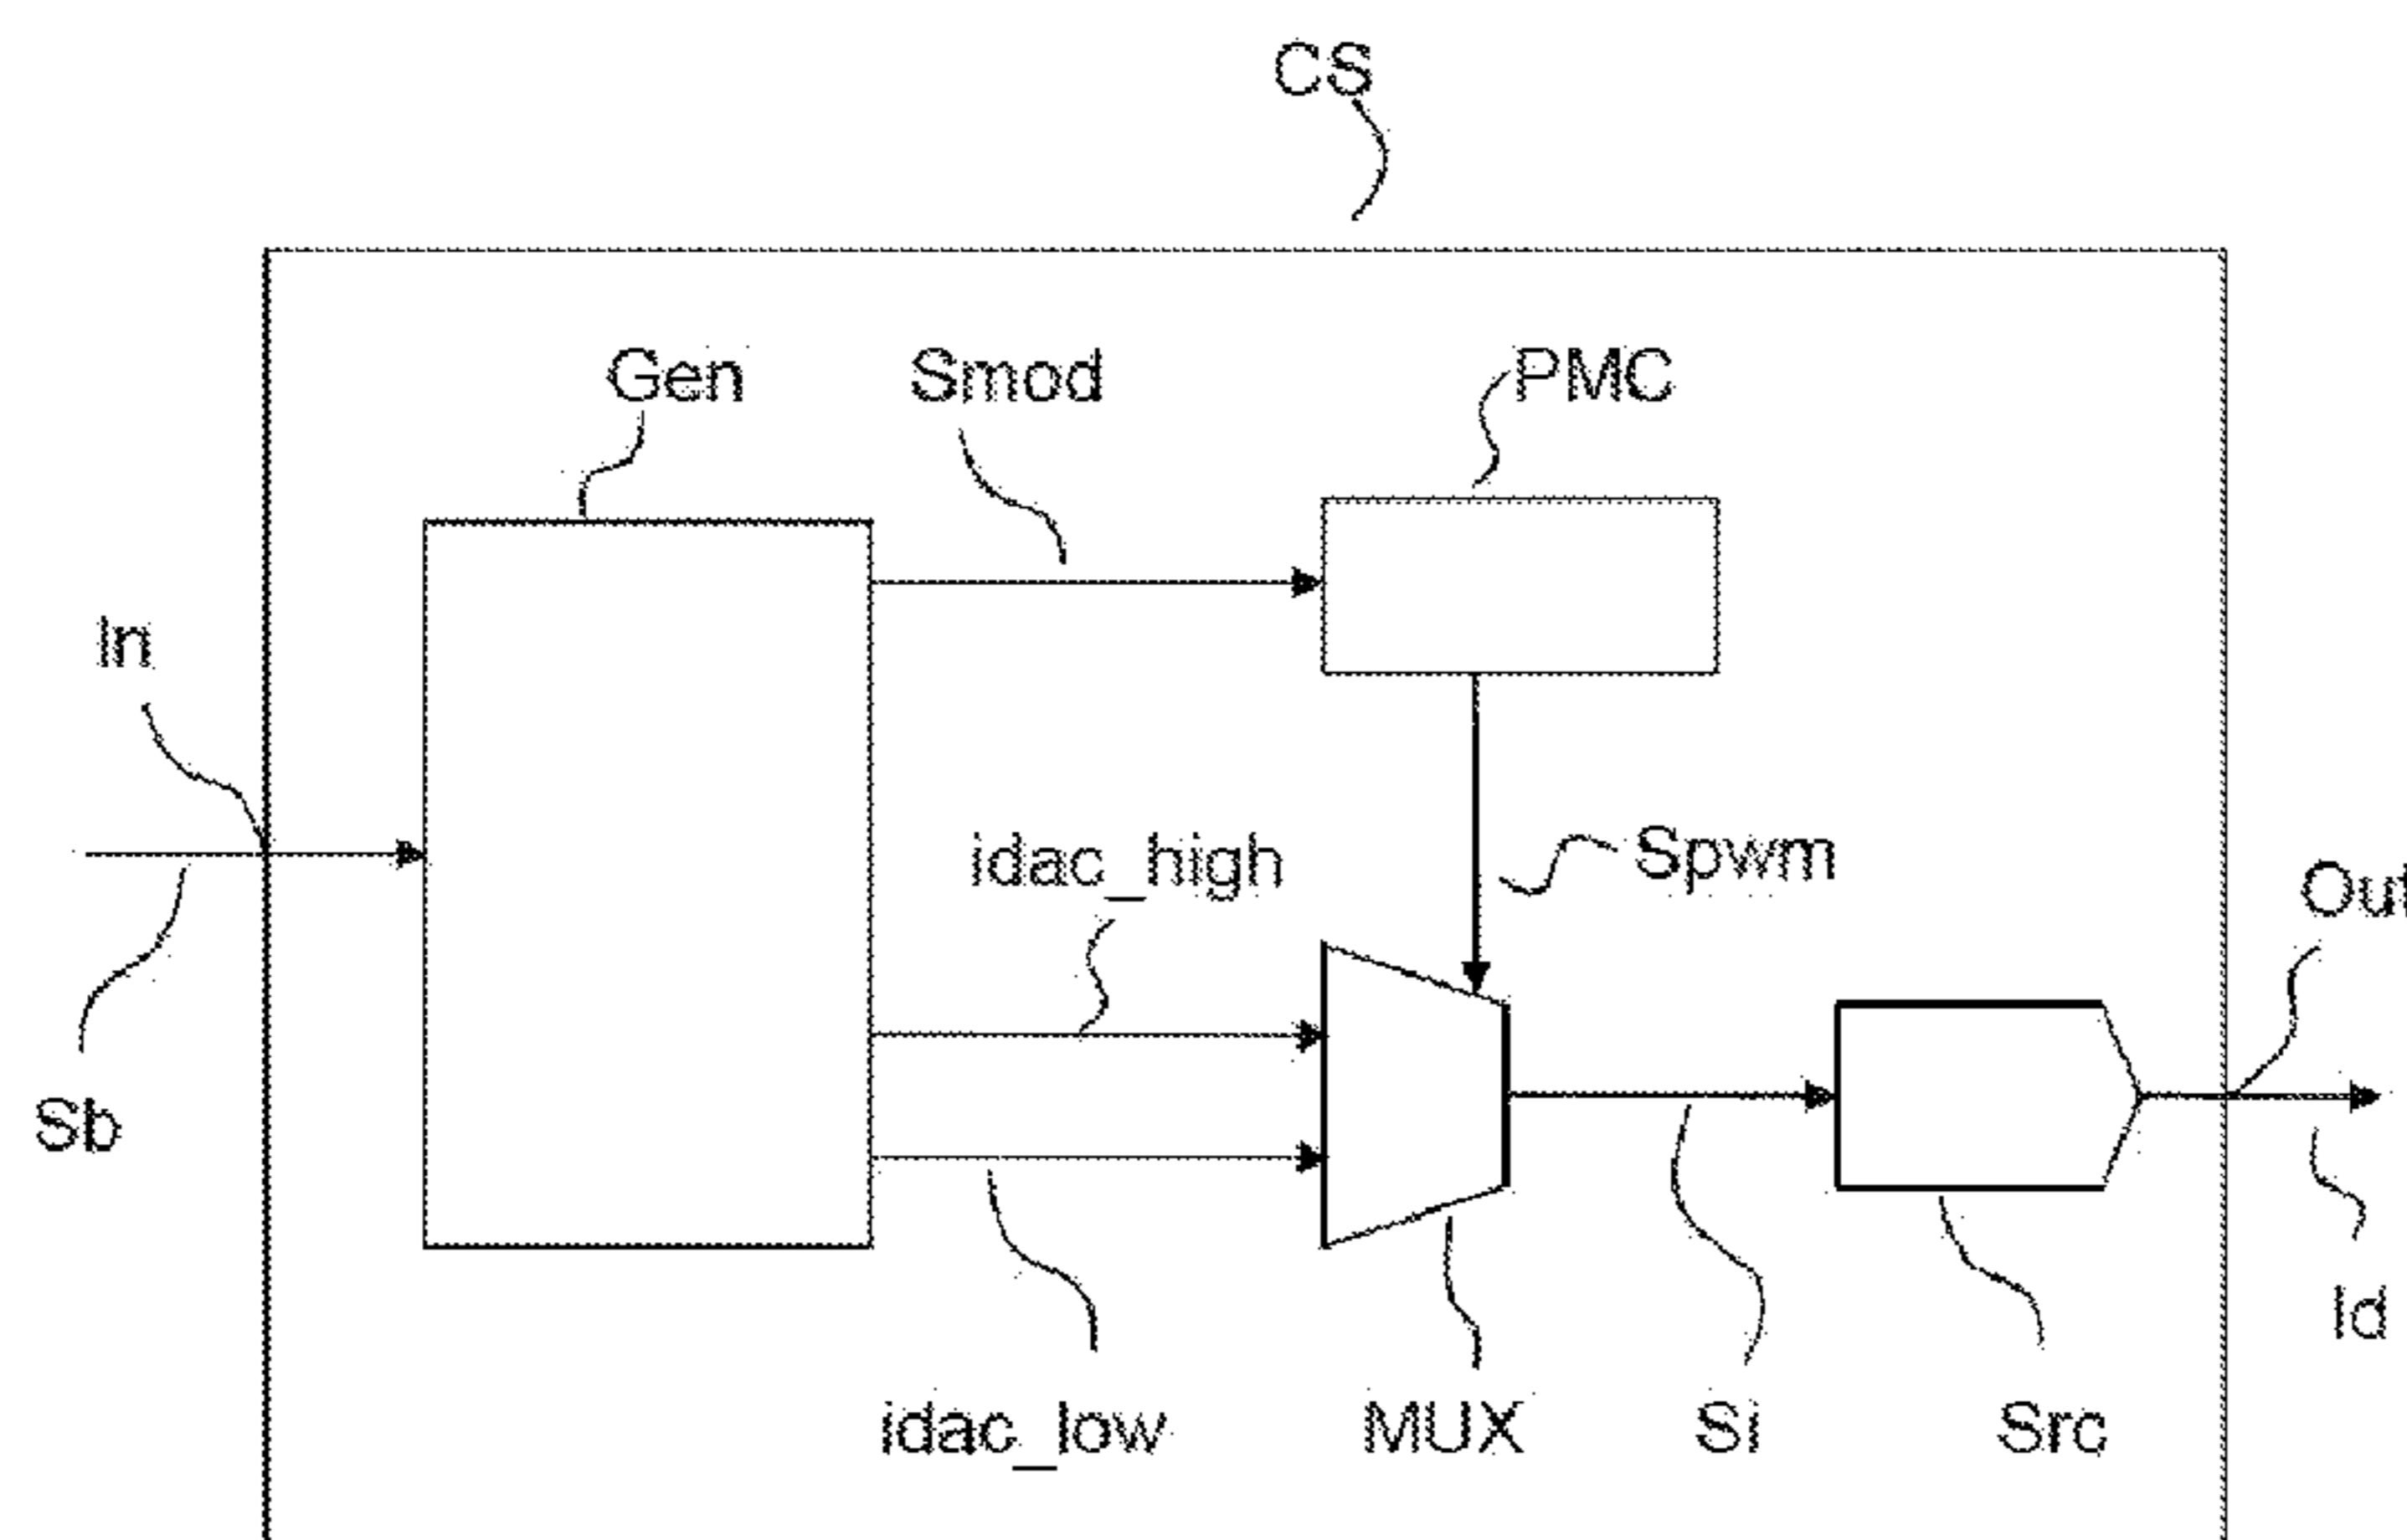 CS
Gen
Smod
PMC
In
idac_high
Spwm
Out
Sb
Id
idac_low
MUX
Si
Src